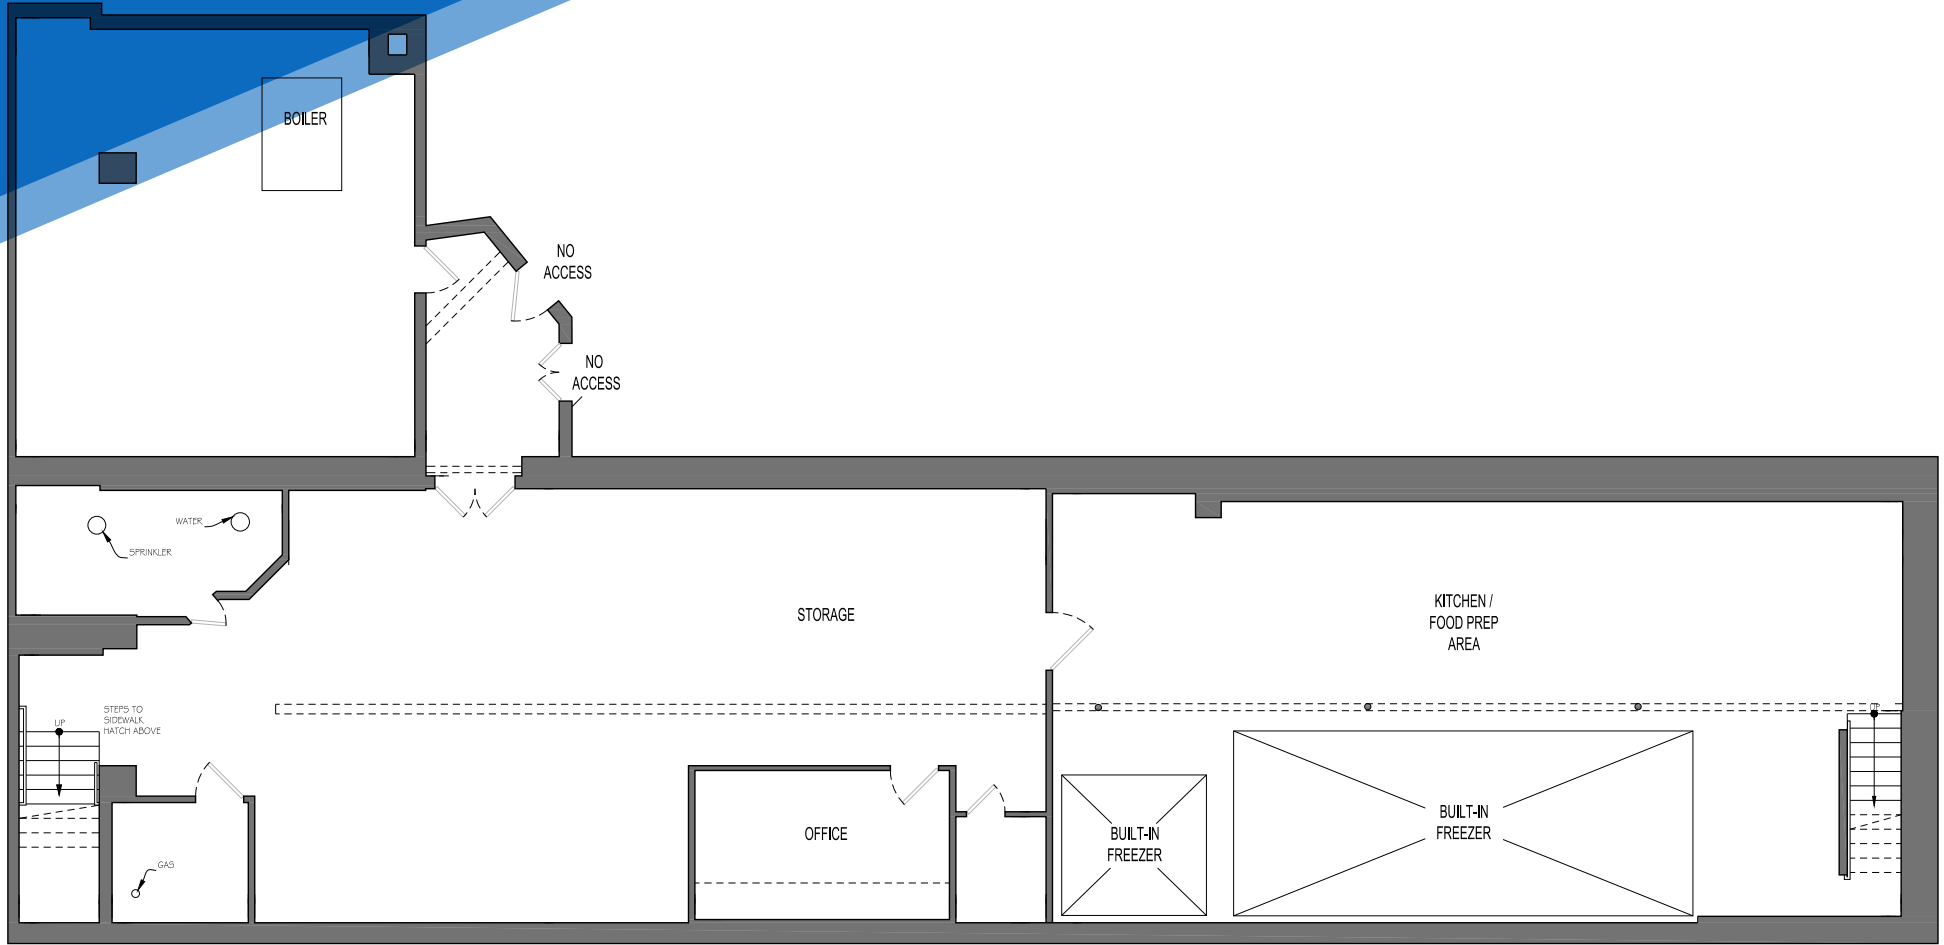 BOILER
NO
ACCESS
NO
ACCESS
WATER
SPRINKLER
STORAGE
KITCHEN /
FOOD PREP
AREA
STEPS TO
SIDEWALK
HATCH ABOVE
UP
UP
OFFICE
BUILT-IN
FREEZER
BUILT-IN
FREEZER
GAS